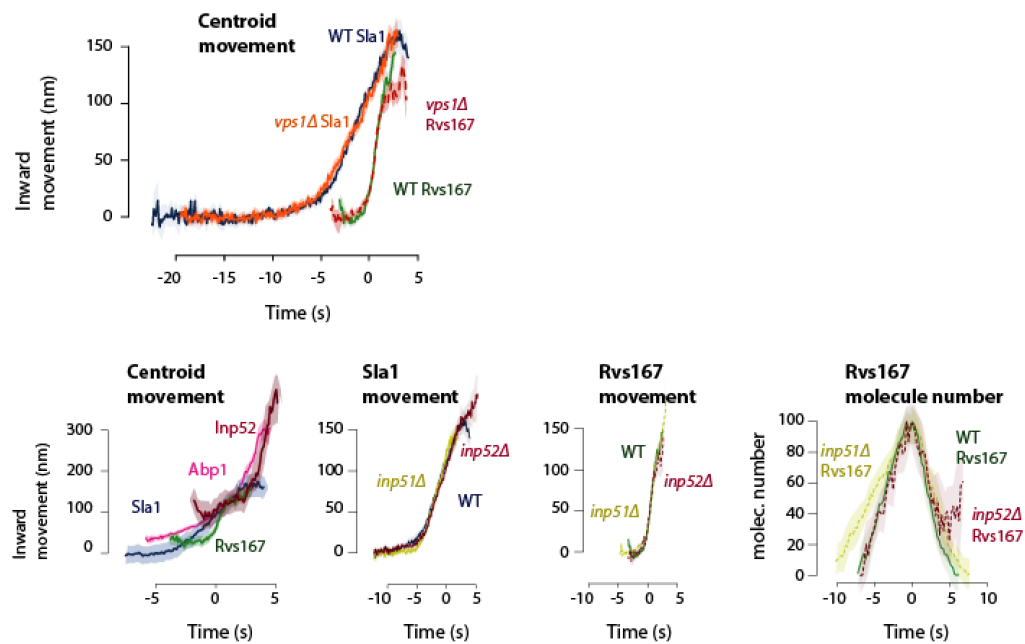 Centroid
movement
WT Sla1
150
100
50
0
Inward
movement (nm)
vps1Δ Sla1
vps1Δ
Rvs167
WT Rvs167
-20 -15 -10 -5 0 5
Time (s)
Centroid
movement
300
200
100
0
Inward
movement (nm)
Inp52
Abp1
Sla1
Rvs167
-5 0 5
Time (s)
Sla1
movement
150
100
50
0
inp51Δ
inp52Δ
WT
-10 -5 0 5
Time (s)
Rvs167
movement
150
100
50
0
WT
inp52Δ
inp51Δ
-10 -5 0 5
Time (s)
Rvs167
molecule number
100
80
60
40
20
0
molec. number
inp51Δ
Rvs167
WT
Rvs167
inp52Δ
Rvs167
-10 -5 0 5 10
Time (s)